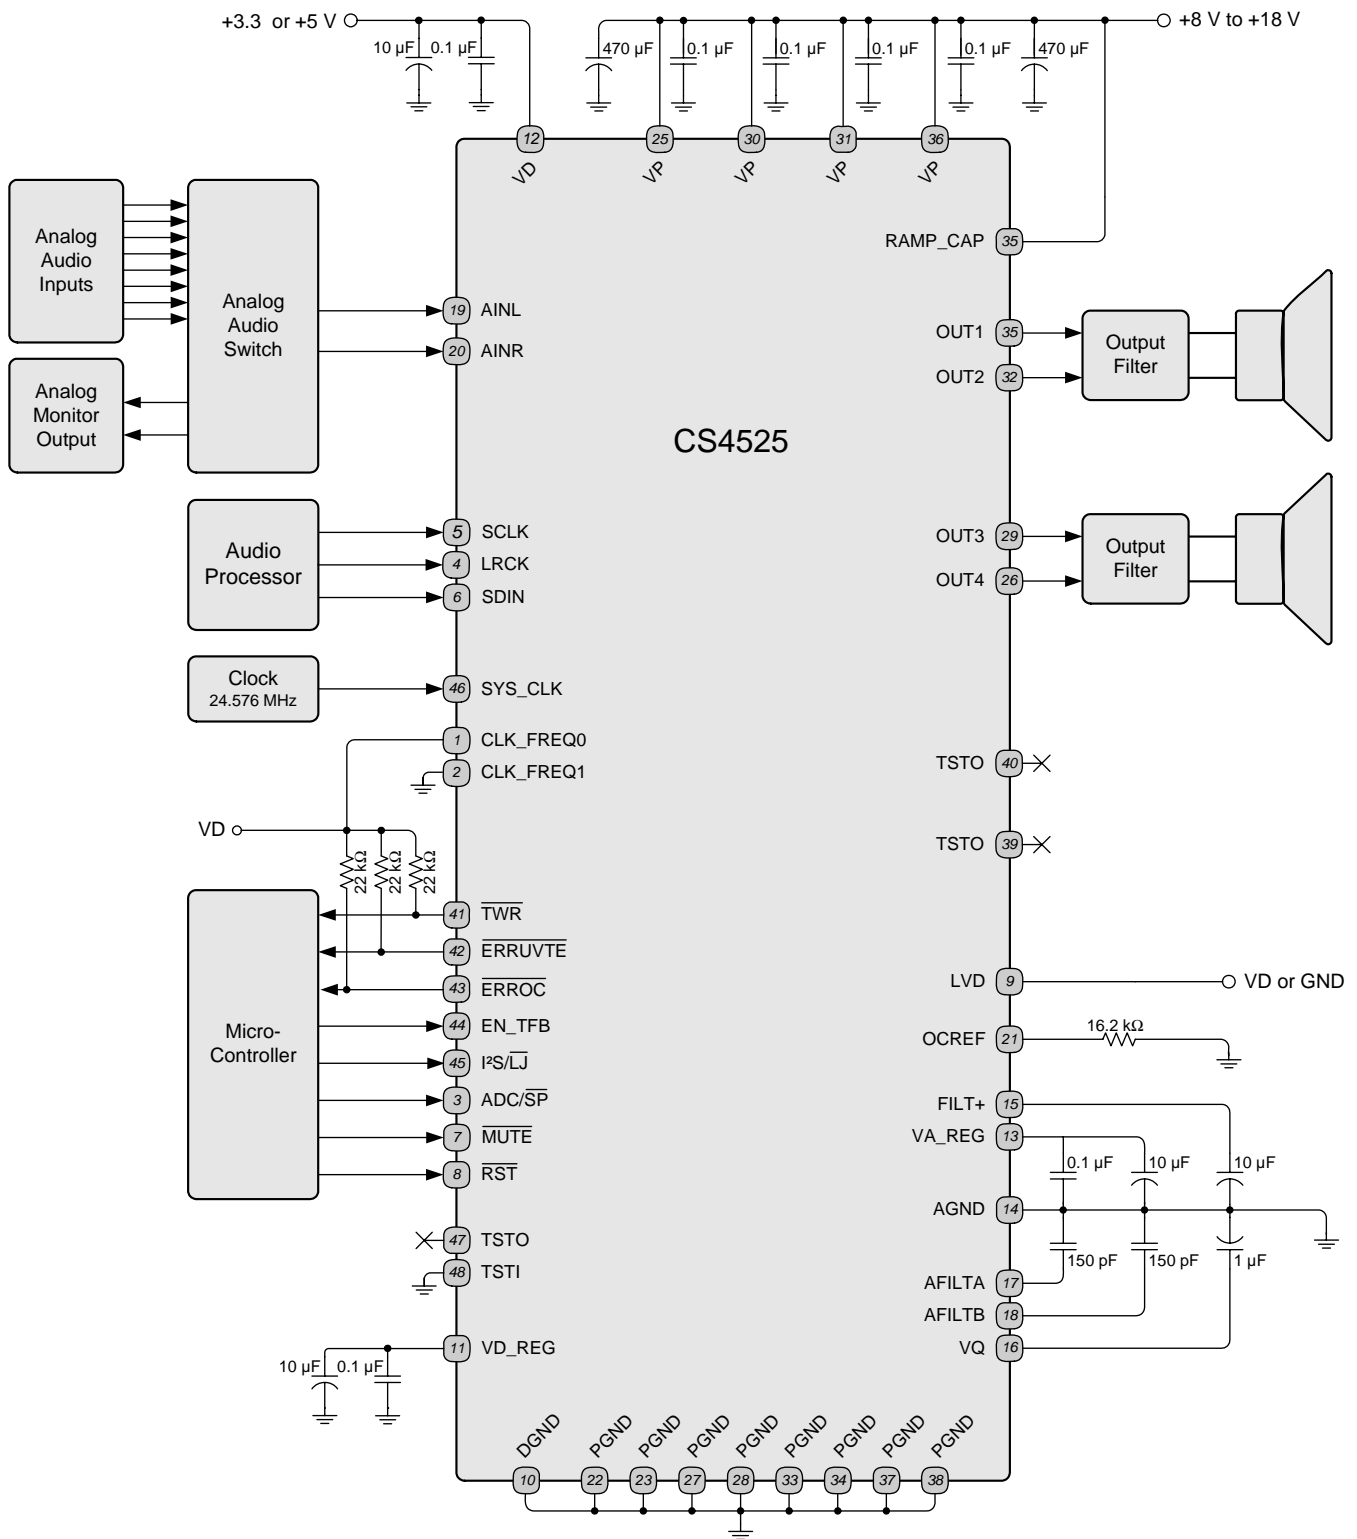 +3.3 or +5 V
10 µF
0.1 µF
470 µF
0.1 µF
0.1 µF
0.1 µF
0.1 µF
470 µF
+8 V to +18 V
12
VD
25
VP
30
VP
31
VP
36
VP
Analog
Audio
Inputs
Analog
Audio
Switch
Analog
Monitor
Output
19
AINL
20
AINR
RAMP_CAP
35
OUT1
35
OUT2
32
Output
Filter
CS4525
Audio
Processor
5
SCLK
4
LRCK
6
SDIN
OUT3
29
OUT4
26
Output
Filter
Clock
24.576 MHz
46
SYS_CLK
1
CLK_FREQ0
2
CLK_FREQ1
TSTO
40
TSTO
39
VD
22 kΩ
22 kΩ
22 kΩ
Micro-
Controller
41
TWR
42
ERRUVTE
43
ERROC
44
EN_TFB
45
I²S/LJ
3
ADC/SP
7
MUTE
8
RST
47
TSTO
48
TSTI
11
VD_REG
10 µF
0.1 µF
LVD
9
VD or GND
OCREF
21
16.2 kΩ
FILT+
15
VA_REG
13
0.1 µF
10 µF
10 µF
AGND
14
150 pF
150 pF
1 µF
AFILTA
17
AFILTB
18
VQ
16
DGND
PGND
PGND
PGND
PGND
PGND
PGND
PGND
PGND
10
22
23
27
28
33
34
37
38